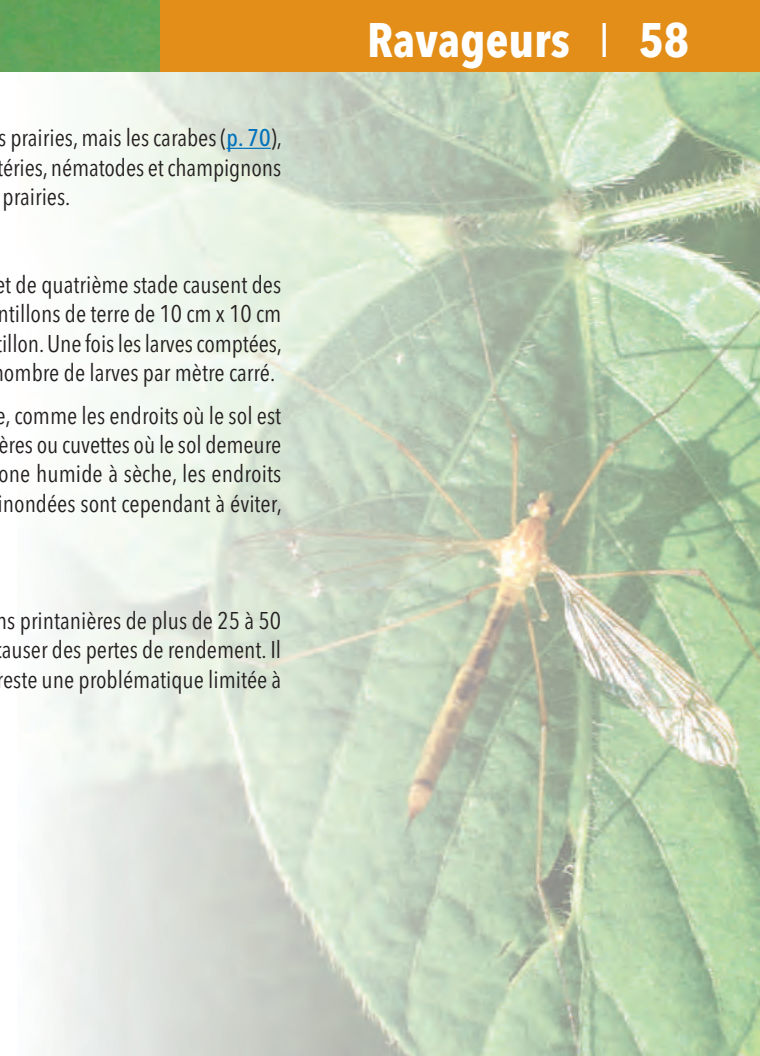 Ravageurs | 58
s prairies, mais les carabes (p. 70),
téries, nématodes et champignons
prairies.
et de quatrième stade causent des
ntillons de terre de 10 cm x 10 cm
tillon. Une fois les larves comptées,
nombre de larves par mètre carré.
e, comme les endroits où le sol est
ères ou cuvettes où le sol demeure
one humide à sèche, les endroits
inondées sont cependant à éviter,
ns printanières de plus de 25 à 50
causer des pertes de rendement. Il
reste une problématique limitée à